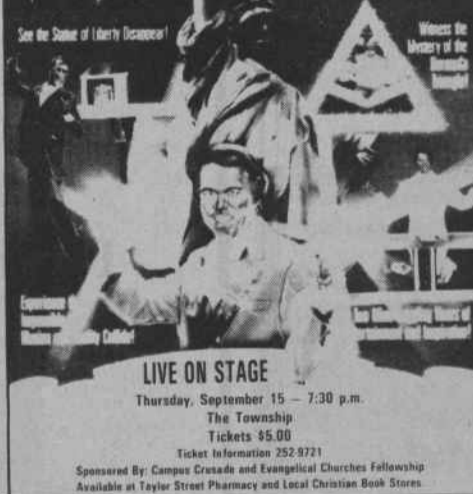 See the Statue of Liberty Disappear!
Witness the
Mystery of the
Bermuda
Triangle!
Experience
Collide!
LIVE ON STAGE
Thursday, September 15 — 7:30 p.m.
The Township
Tickets $5.00
Ticket Information 252-9721
Sponsored By: Campus Crusade and Evangelical Churches Fellowship
Available at Taylor Street Pharmacy and Local Christian Book Stores